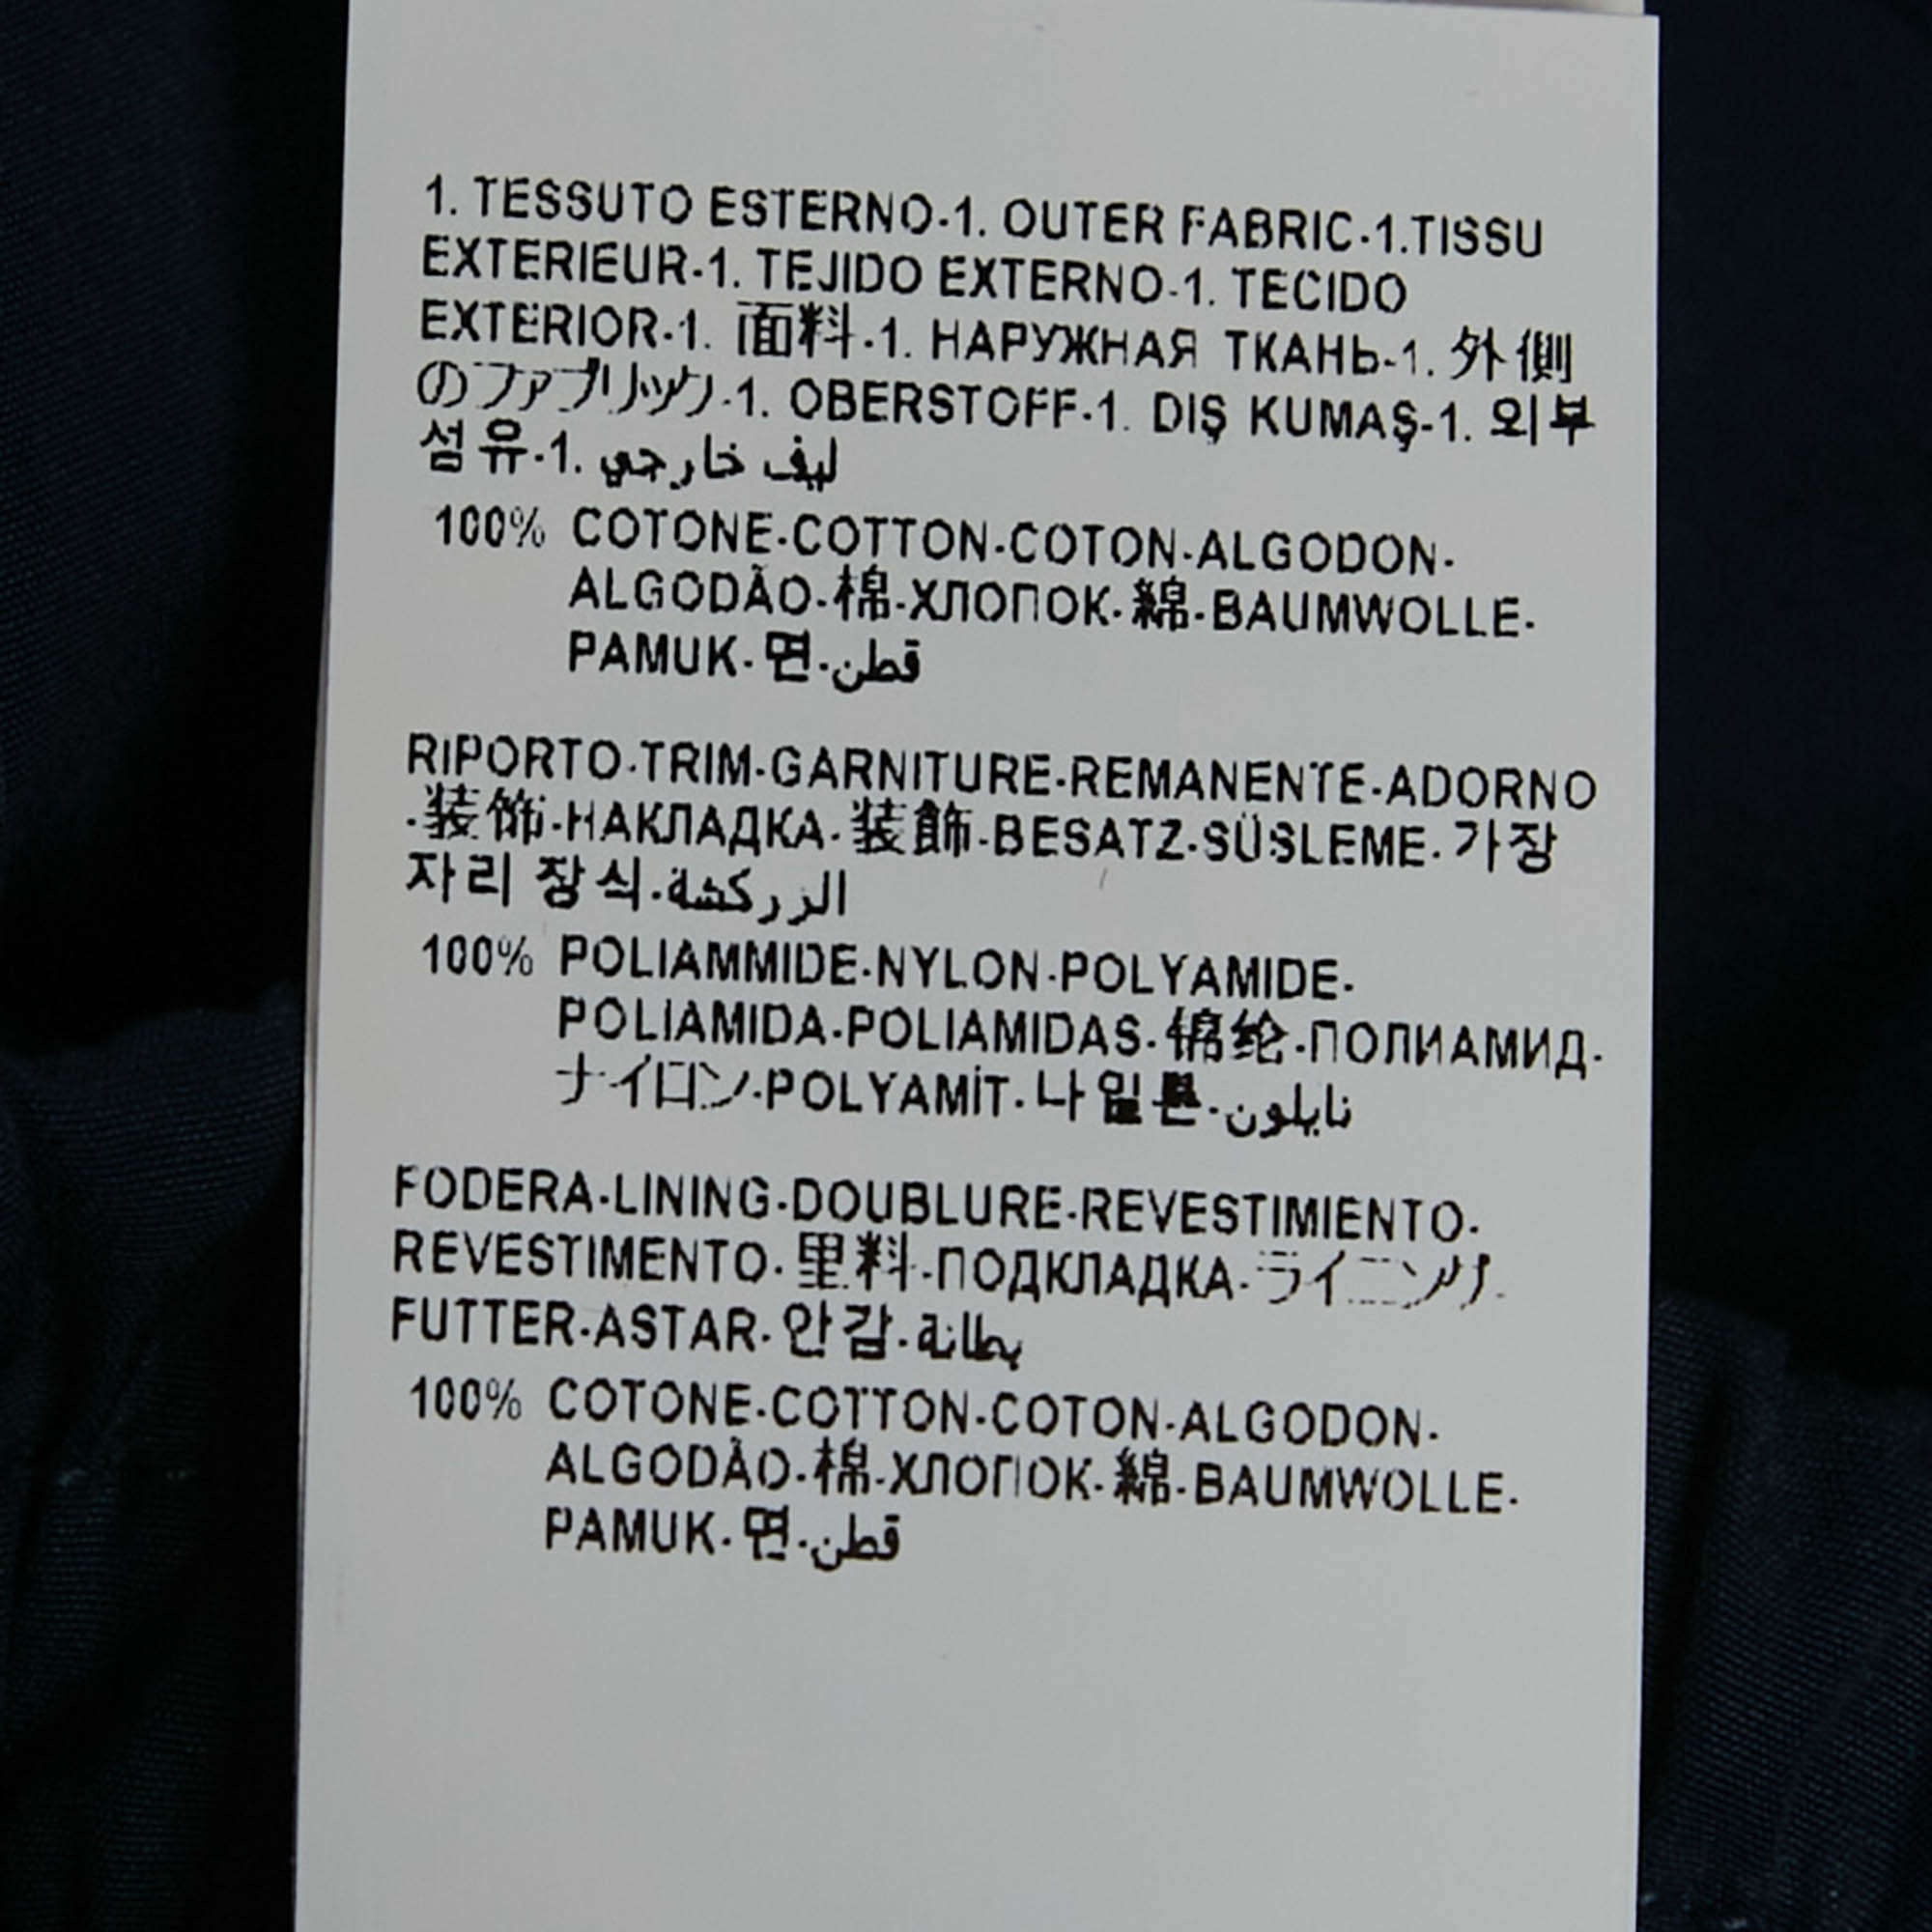 1. TESSUTO ESTERNO-1. OUTER FABRIC-1.TISSU
EXTERIEUR-1. TEJIDO EXTERNO-1. TECIDO
EXTERIOR-1. 面料-1. НАРУЖНАЯ ТКАНЬ-1. 外側
のファブリック-1. OBERSTOFF-1. DIŞ KUMAŞ-1. 외부
섬유-1. ليف خارجي
100% COTONE-COTTON-COTON-ALGODON-
ALGODÃO-棉-ХЛОПОК-綿-BAUMWOLLE-
PAMUK-면-قطن
RIPORTO-TRIM-GARNITURE-REMANENTE-ADORNO
-装饰-НАКЛАДКА-装飾-BESATZ-SÜSLEME-가장
자리 장식-الزركشة
100% POLIAMMIDE-NYLON-POLYAMIDE-
POLIAMIDA-POLIAMIDAS-锦纶-ПОЛИАМИД-
ナイロン-POLYAMİT-나일론-نايلون
FODERA-LINING-DOUBLURE-REVESTIMIENTO-
REVESTIMENTO-里料-ПОДКЛАДКА-ライニング-
FUTTER-ASTAR-안감-بطانة
100% COTONE-COTTON-COTON-ALGODON-
ALGODÃO-棉-ХЛОПОК-綿-BAUMWOLLE-
PAMUK-면-قطن